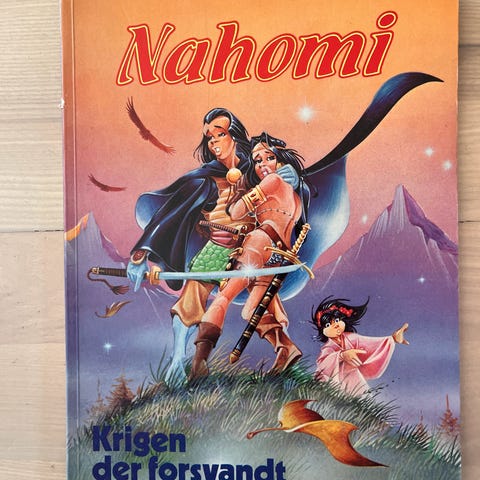 Nahomi
Krigen
der forsvandt